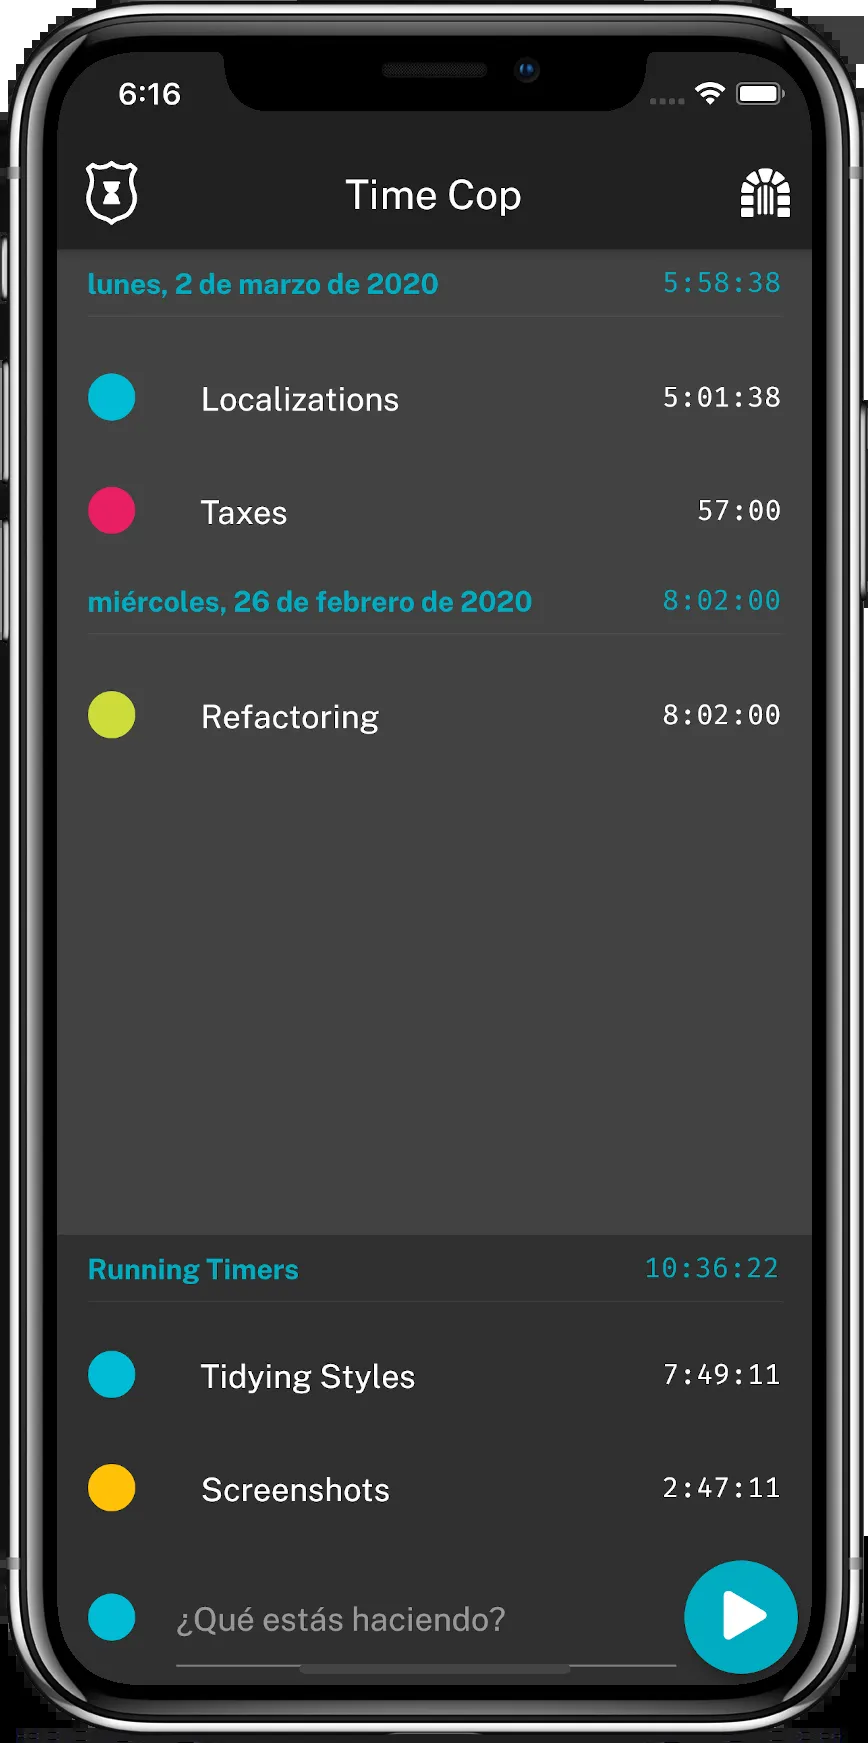 6:16
Time Cop
lunes, 2 de marzo de 2020 5:58:38
Localizations 5:01:38
Taxes 57:00
miércoles, 26 de febrero de 2020 8:02:00
Refactoring 8:02:00
Running Timers 10:36:22
Tidying Styles 7:49:11
Screenshots 2:47:11
¿Qué estás haciendo?